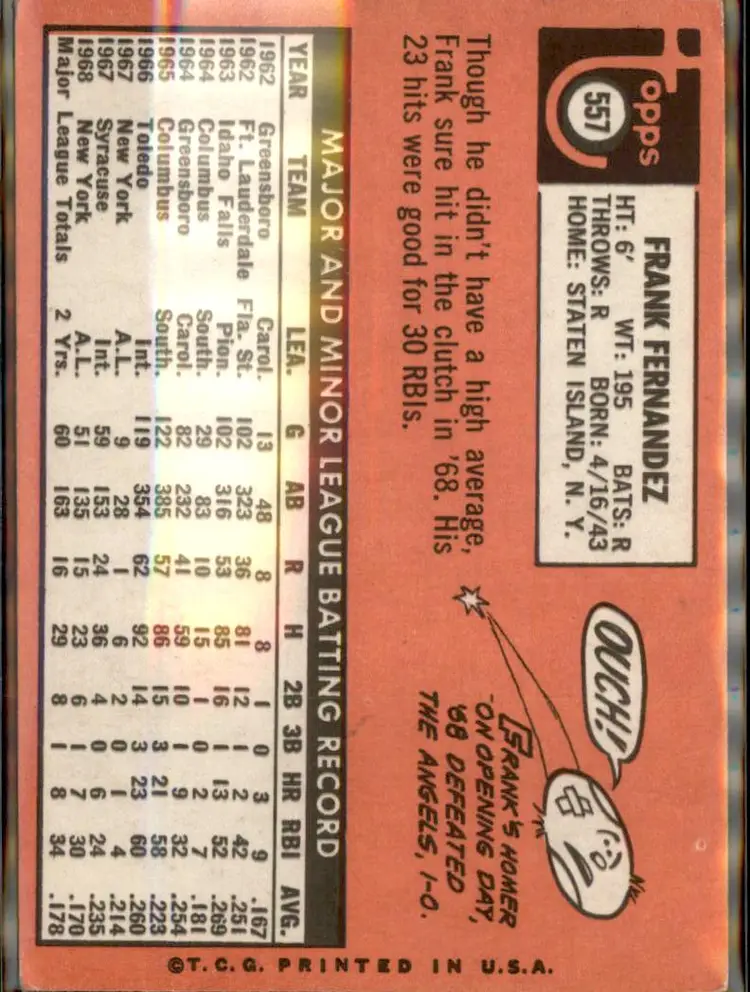 Topps
557
FRANK FERNANDEZ
HT: 6' WT: 195 BATS: R
THROWS: R BORN: 4/16/43
HOME: STATEN ISLAND, N. Y.
Though he didn't have a high average,
Frank sure hit in the clutch in '68. His
23 hits were good for 30 RBIs.
OUCH!
FRANK'S HOMER
ON OPENING DAY,
'68 DEFEATED
THE ANGELS, 1-0.
MAJOR AND MINOR LEAGUE BATTING RECORD
YEAR TEAM LEA. G AB R H 2B 3B HR RBI AVG.
1962 Greensboro Carol. 13 48 8 8 1 0 3 9 .167
1962 Ft. Lauderdale Fla. St. 102 323 36 81 12 1 2 42 .251
1963 Idaho Falls Pion. 102 316 53 85 16 1 13 52 .269
1964 Columbus South. 29 83 10 15 1 0 2 7 .181
1964 Greensboro Carol. 82 232 41 59 10 1 9 32 .254
1965 Columbus South. 122 385 57 86 15 3 21 58 .223
1966 Toledo Int. 119 354 62 92 14 3 23 60 .260
1967 New York A.L. 9 28 1 6 2 0 1 4 .214
1967 Syracuse Int. 59 153 24 36 4 0 6 24 .235
1968 New York A.L. 51 135 15 23 6 1 7 30 .170
Major League Totals 2 Yrs. 60 163 16 29 8 1 8 34 .178
©T. C. G. PRINTED IN U.S.A.